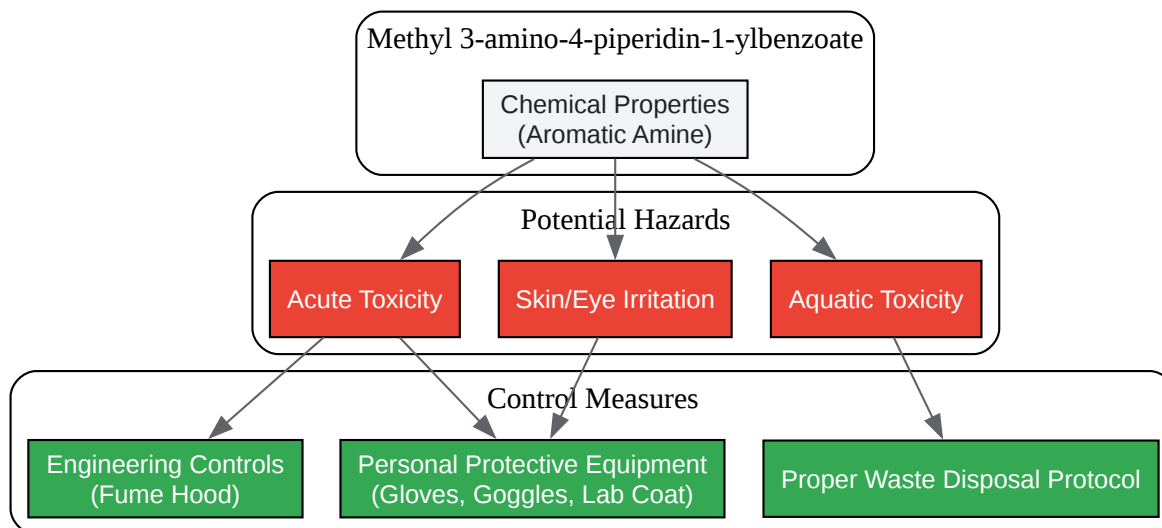 Methyl 3-amino-4-piperidin-1-ylbenzoate
Chemical Properties
(Aromatic Amine)
Potential Hazards
Acute Toxicity
Skin/Eye Irritation
Aquatic Toxicity
Control Measures
Engineering Controls
(Fume Hood)
Personal Protective Equipment
(Gloves, Goggles, Lab Coat)
Proper Waste Disposal Protocol